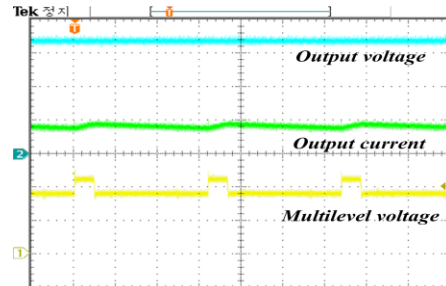 Tek 정지
T
T
Output voltage
Output current
2
Multilevel voltage
1